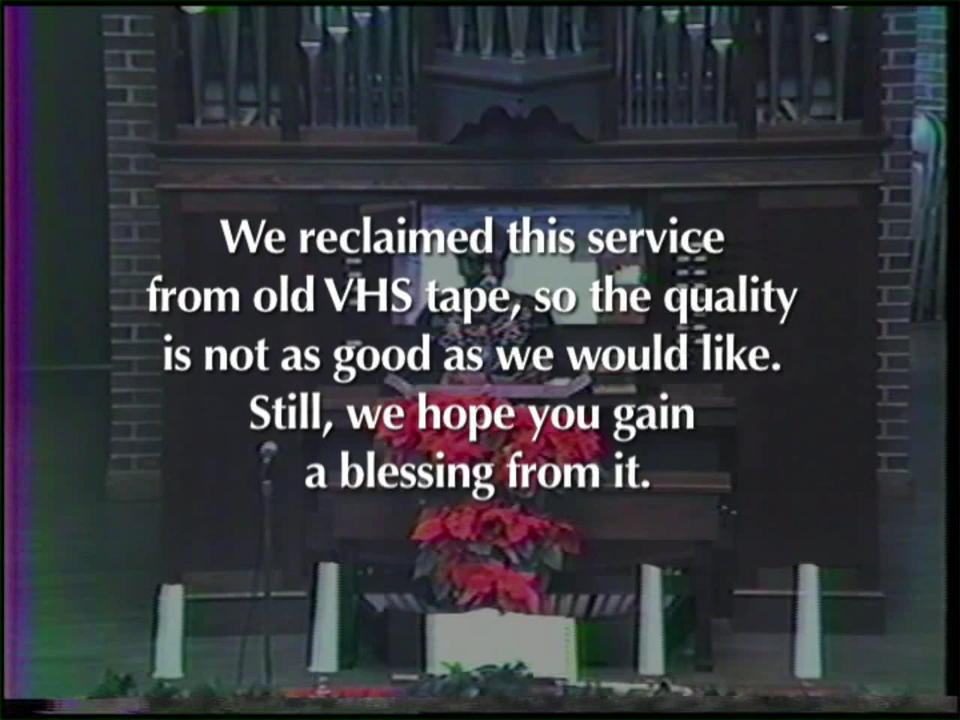 We reclaimed this service
from old VHS tape, so the quality
is not as good as we would like.
Still, we hope you gain
a blessing from it.